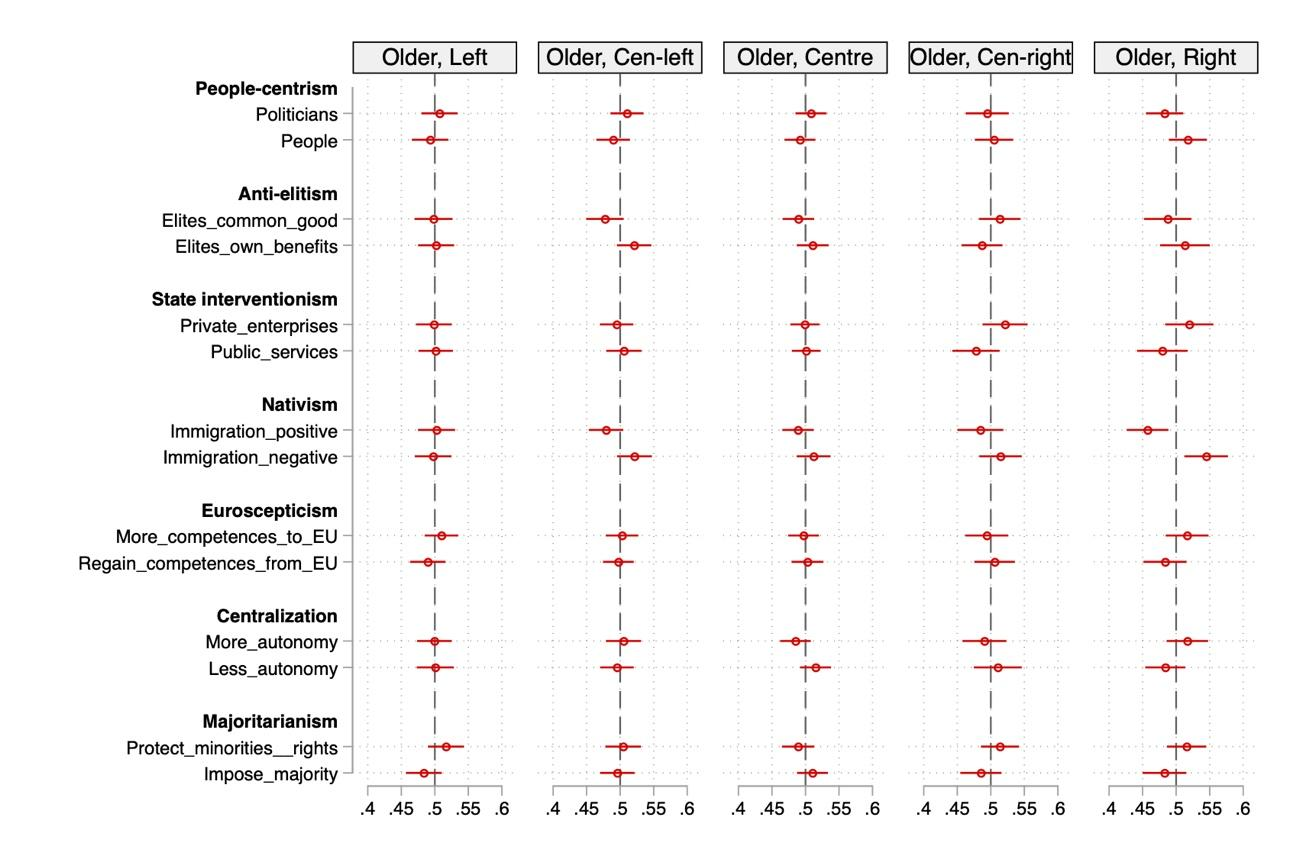 Older, Left Older, Cen-left Older, Centre Older, Cen-right Older, Right
People-centrism
Politicians
People
Anti-elitism
Elites_common_good
Elites_own_benefits
State interventionism
Private_enterprises
Public_services
Nativism
Immigration_positive
Immigration_negative
Euroscepticism
More_competences_to_EU
Regain_competences_from_EU
Centralization
More_autonomy
Less_autonomy
Majoritarianism
Protect_minorities__rights
Impose_majority
.4 .45 .5 .55 .6 .4 .45 .5 .55 .6 .4 .45 .5 .55 .6 .4 .45 .5 .55 .6 .4 .45 .5 .55 .6